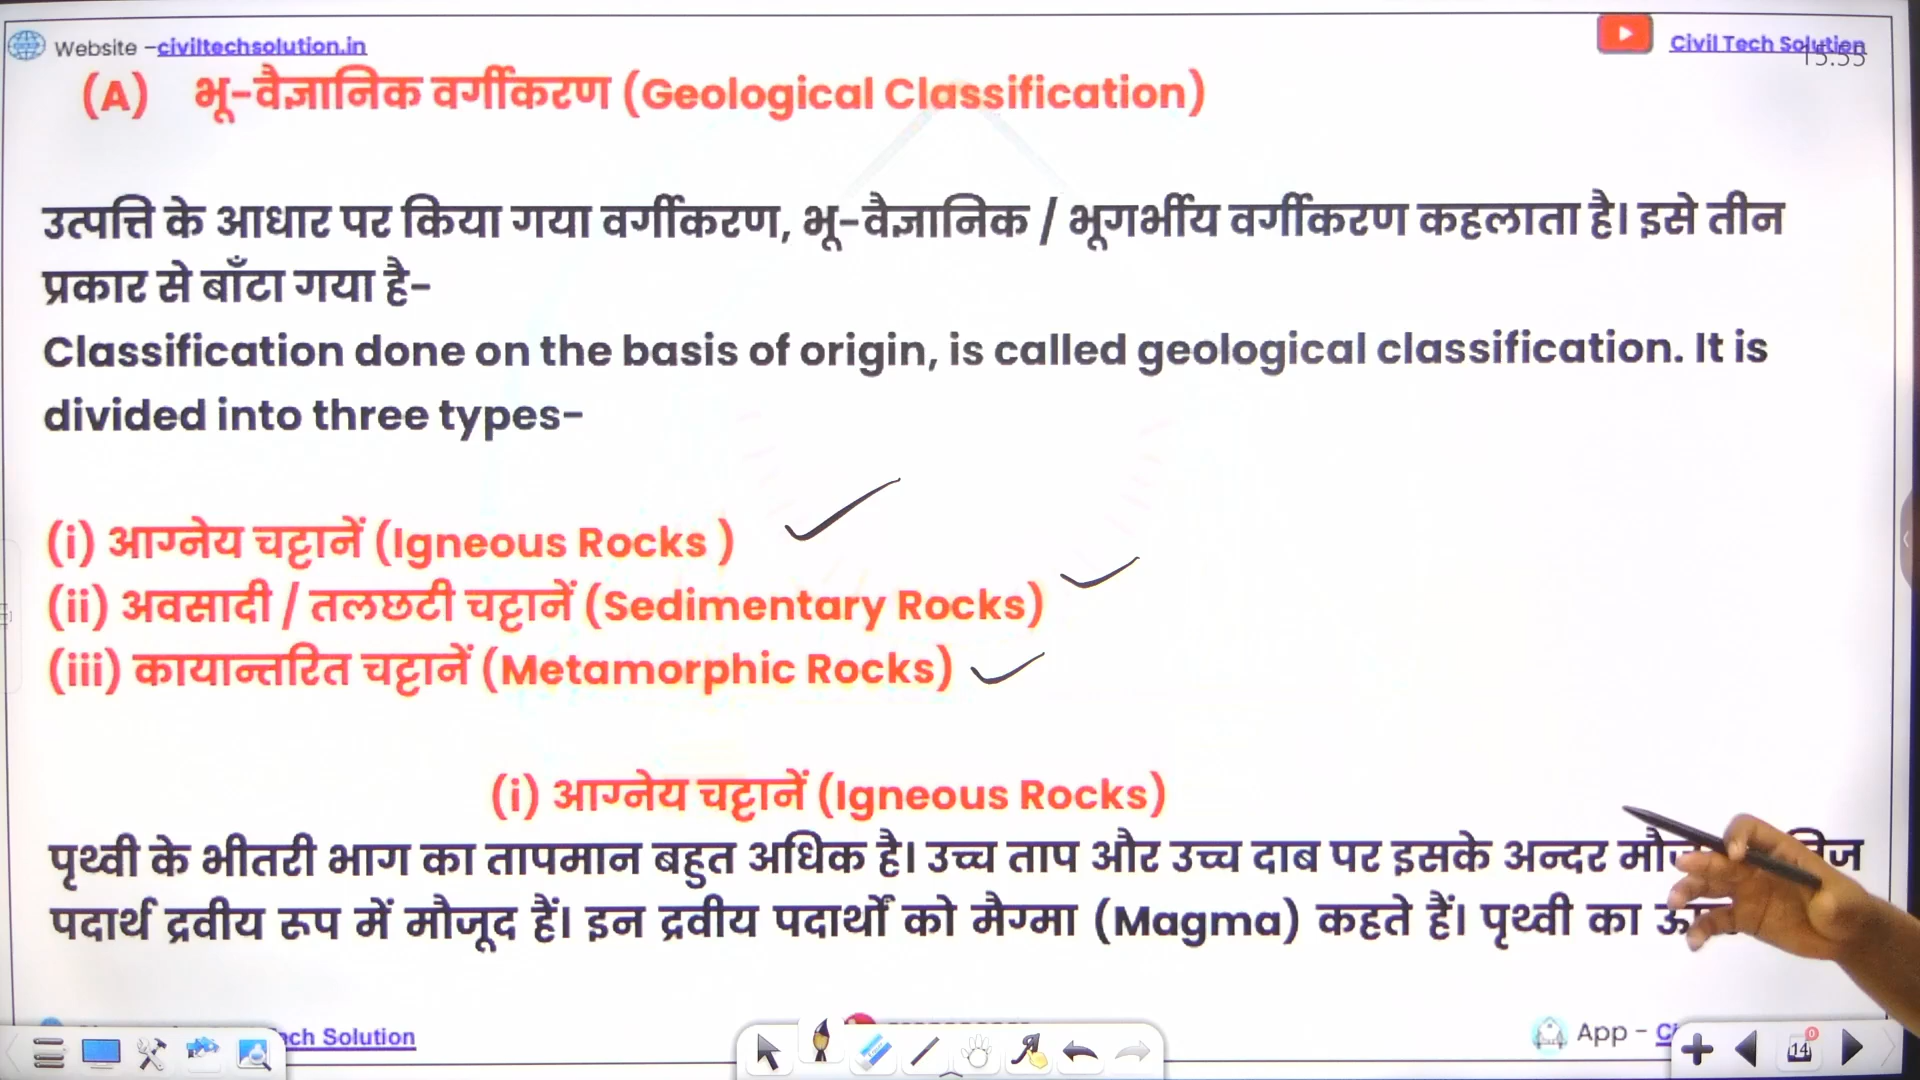 Website –civiltechsolution.in
Civil Tech Solution
15:55
(A) भू-वैज्ञानिक वर्गीकरण (Geological Classification)
उत्पत्ति के आधार पर किया गया वर्गीकरण, भू-वैज्ञानिक / भूगर्भीय वर्गीकरण कहलाता है। इसे तीन
प्रकार से बाँटा गया है-
Classification done on the basis of origin, is called geological classification. It is
divided into three types-
(i) आग्नेय चट्टानें (Igneous Rocks )
(ii) अवसादी / तलछटी चट्टानें (Sedimentary Rocks)
(iii) कायान्तरित चट्टानें (Metamorphic Rocks)
(i) आग्नेय चट्टानें (Igneous Rocks)
पृथ्वी के भीतरी भाग का तापमान बहुत अधिक है। उच्च ताप और उच्च दाब पर इसके अन्दर
पदार्थ द्रवीय रूप में मौजूद हैं। इन द्रवीय पदार्थों को मैग्मा (Magma) कहते हैं। पृथ्वी का
Solution
App -
14
0